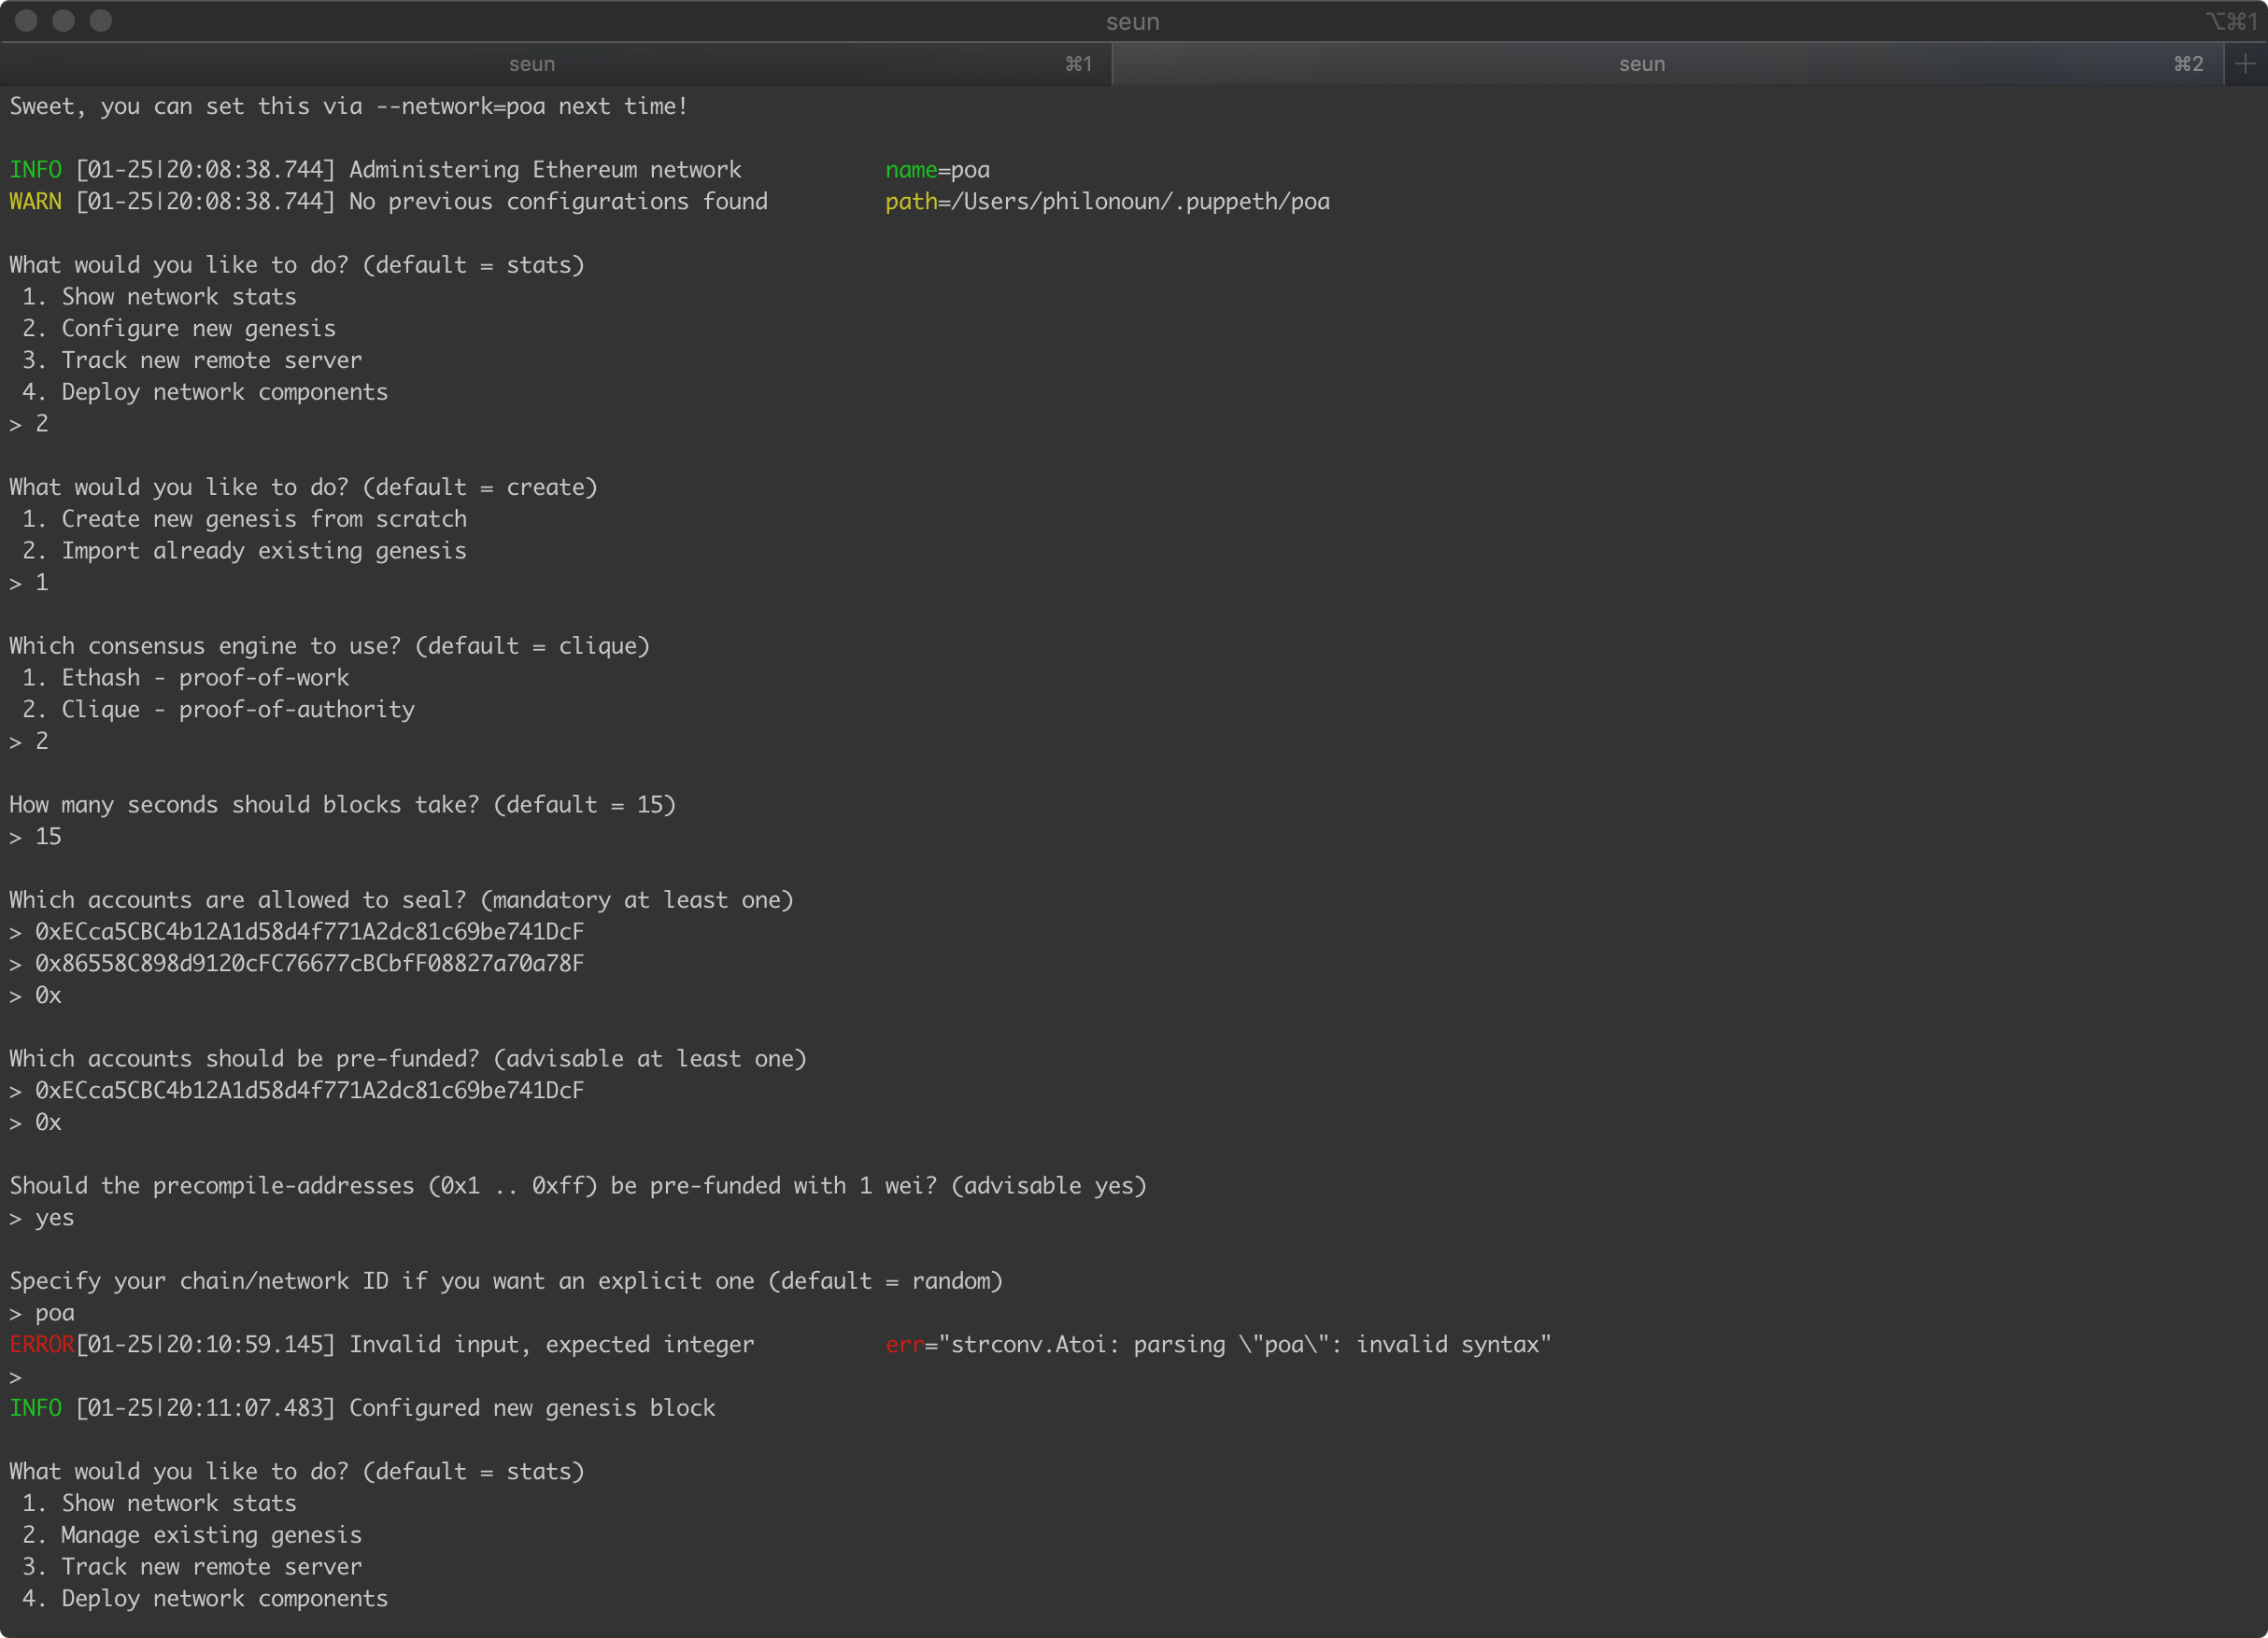 seun ⌥⌘1
seun ⌘1 seun ⌘2 +
Sweet, you can set this via --network=poa next time!
INFO [01-25|20:08:38.744] Administering Ethereum network name=poa
WARN [01-25|20:08:38.744] No previous configurations found path=/Users/philonoun/.puppeth/poa
What would you like to do? (default = stats)
1. Show network stats
2. Configure new genesis
3. Track new remote server
4. Deploy network components
> 2
What would you like to do? (default = create)
1. Create new genesis from scratch
2. Import already existing genesis
> 1
Which consensus engine to use? (default = clique)
1. Ethash - proof-of-work
2. Clique - proof-of-authority
> 2
How many seconds should blocks take? (default = 15)
> 15
Which accounts are allowed to seal? (mandatory at least one)
> 0xECca5CBC4b12A1d58d4f771A2dc81c69be741DcF
> 0x86558C898d9120cFC76677cBCbfF08827a70a78F
> 0x
Which accounts should be pre-funded? (advisable at least one)
> 0xECca5CBC4b12A1d58d4f771A2dc81c69be741DcF
> 0x
Should the precompile-addresses (0x1 .. 0xff) be pre-funded with 1 wei? (advisable yes)
> yes
Specify your chain/network ID if you want an explicit one (default = random)
> poa
ERROR[01-25|20:10:59.145] Invalid input, expected integer err="strconv.Atoi: parsing \"poa\": invalid syntax"
>
INFO [01-25|20:11:07.483] Configured new genesis block
What would you like to do? (default = stats)
1. Show network stats
2. Manage existing genesis
3. Track new remote server
4. Deploy network components